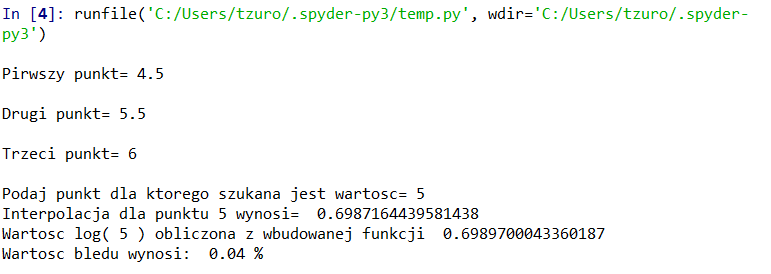 In [4]: runfile('C:/Users/tzuro/.spyder-py3/temp.py', wdir='C:/Users/tzuro/.spyder-
py3')
Pirwszy punkt= 4.5
Drugi punkt= 5.5
Trzeci punkt= 6
Podaj punkt dla ktorego szukana jest wartosc= 5
Interpolacja dla punktu 5 wynosi=  0.6987164439581438
Wartosc log( 5 ) obliczona z wbudowanej funkcji  0.6989700043360187
Wartosc bledu wynosi:  0.04 %